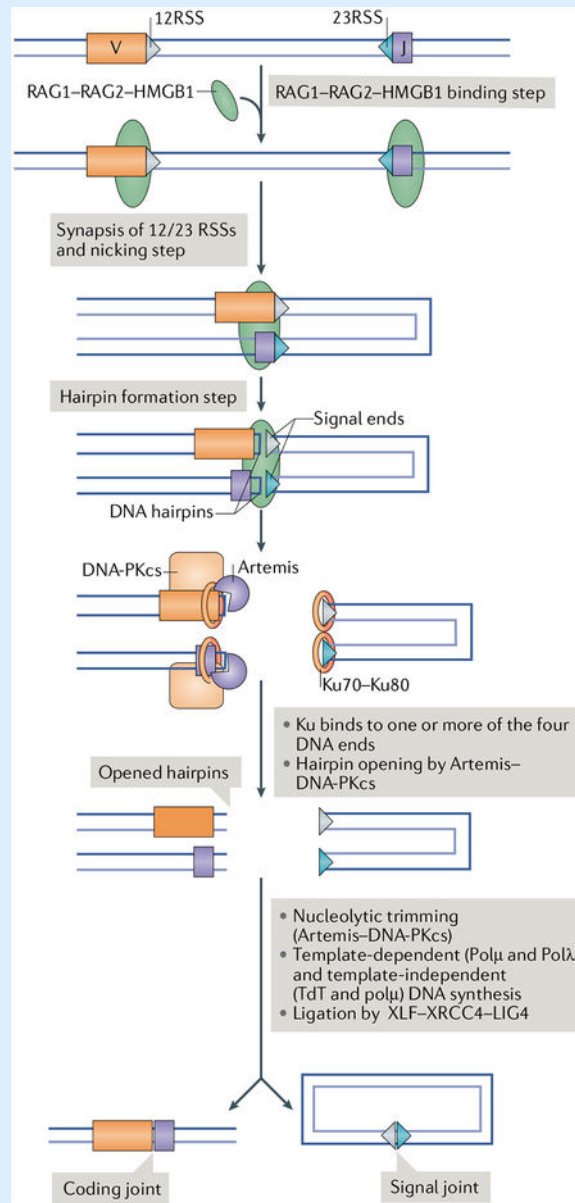 12RSS
23RSS
V
J
RAG1–RAG2–HMGB1
RAG1–RAG2–HMGB1 binding step
Synapsis of 12/23 RSSs
and nicking step
Hairpin formation step
Signal ends
DNA hairpins
DNA-PKcs
Artemis
Ku70–Ku80
• Ku binds to one or more of the four
DNA ends
• Hairpin opening by Artemis–
DNA-PKcs
Opened hairpins
• Nucleolytic trimming
(Artemis–DNA-PKcs)
• Template-dependent (Polμ and Polλ
and template-independent
(TdT and polμ) DNA synthesis
• Ligation by XLF–XRCC4–LIG4
Coding joint
Signal joint